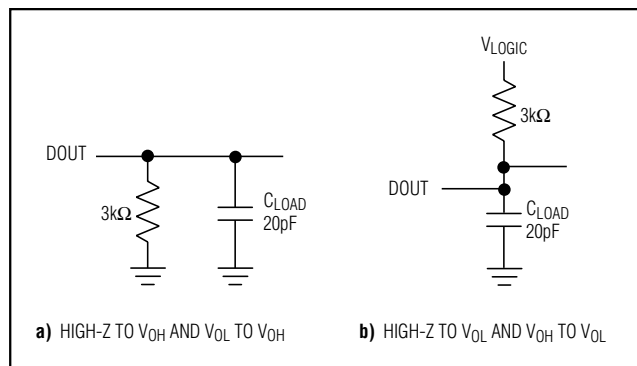 DOUT
3kΩ
CLOAD
20pF
a) HIGH-Z TO VOH AND VOL TO VOH
VLOGIC
3kΩ
DOUT
CLOAD
20pF
b) HIGH-Z TO VOL AND VOH TO VOL